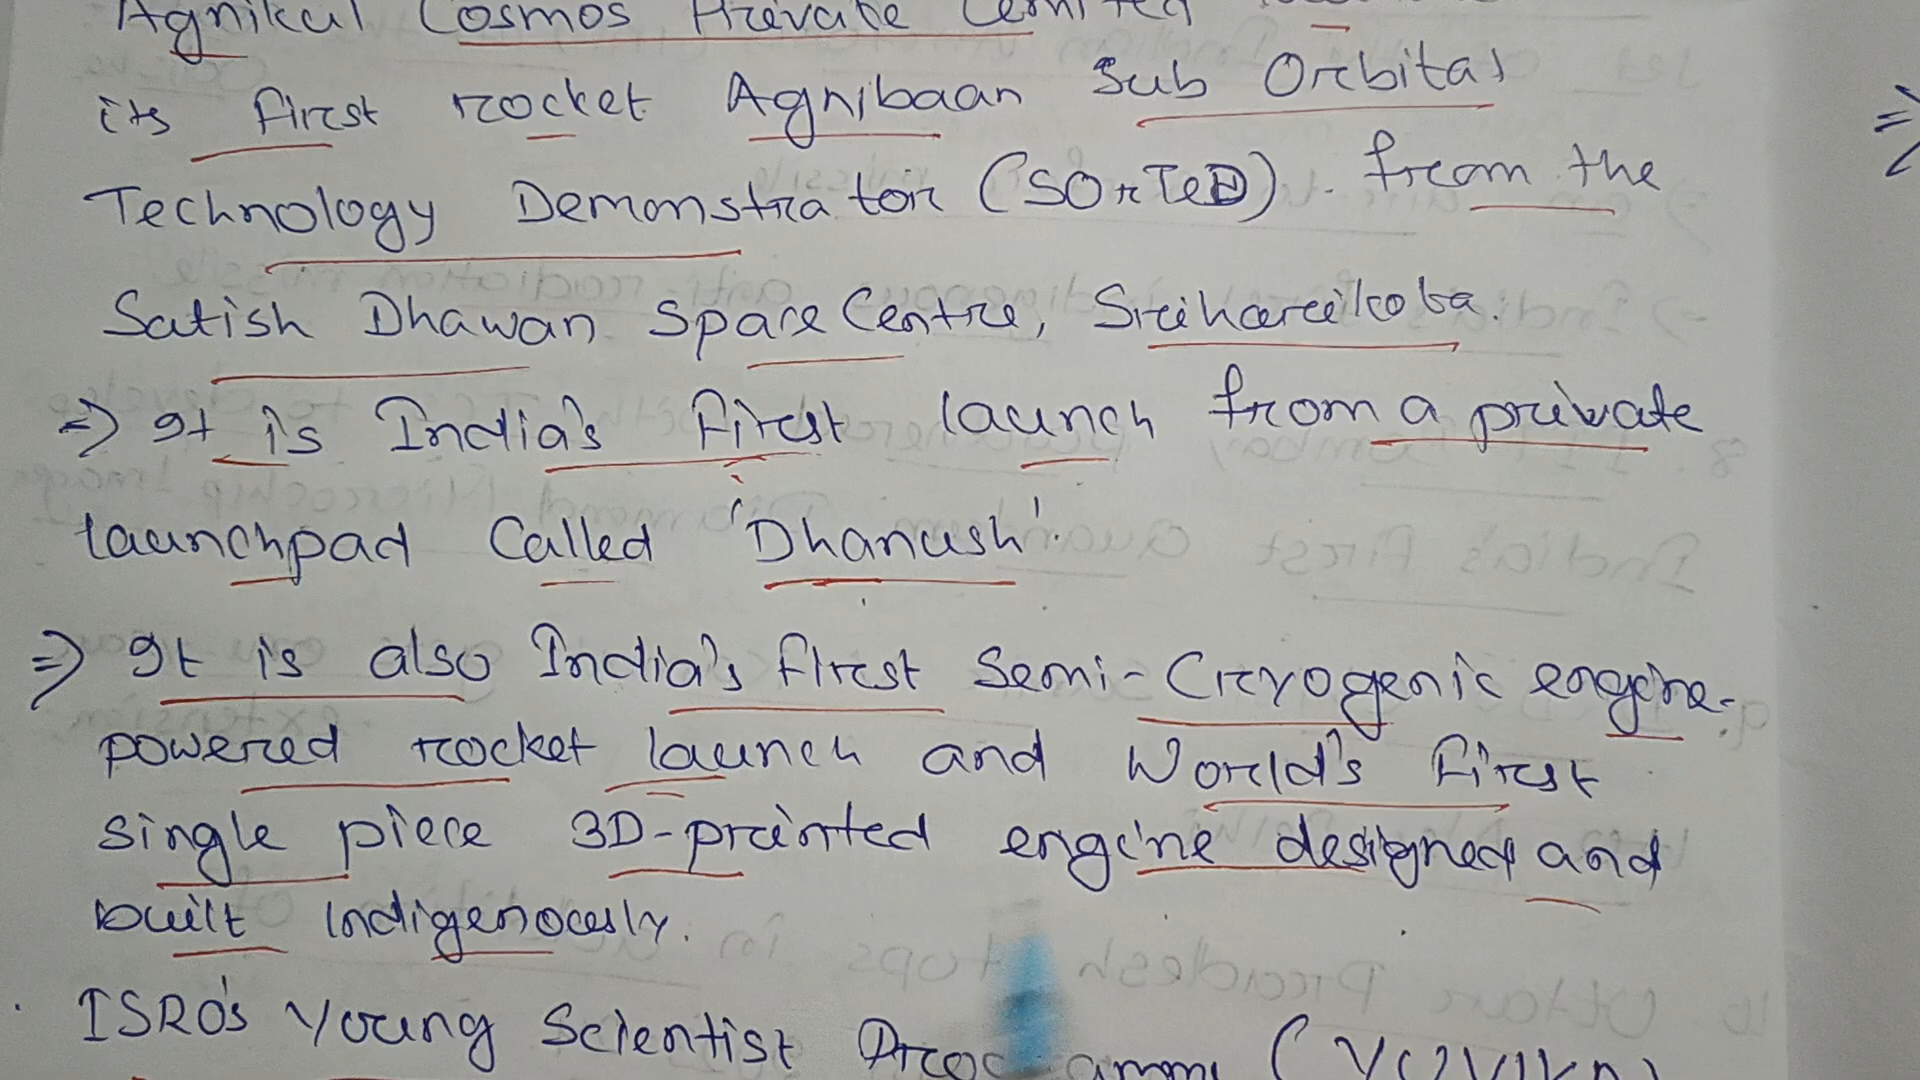 Agnikul Cosmos Private Limited
its first rocket Agnibaan Sub Orbital
Technology Demonstrator (SOrTeD). from the
Satish Dhawan Space Centre, Sriharikota.
=> It is India's first launch from a private
launchpad Called 'Dhanush'.
=> It is also India's first Semi-Cryogenic engine-
powered rocket launch and World's first
single piece 3D-printed engine designed and
built Indigenously.
ISRO's Young Scientist